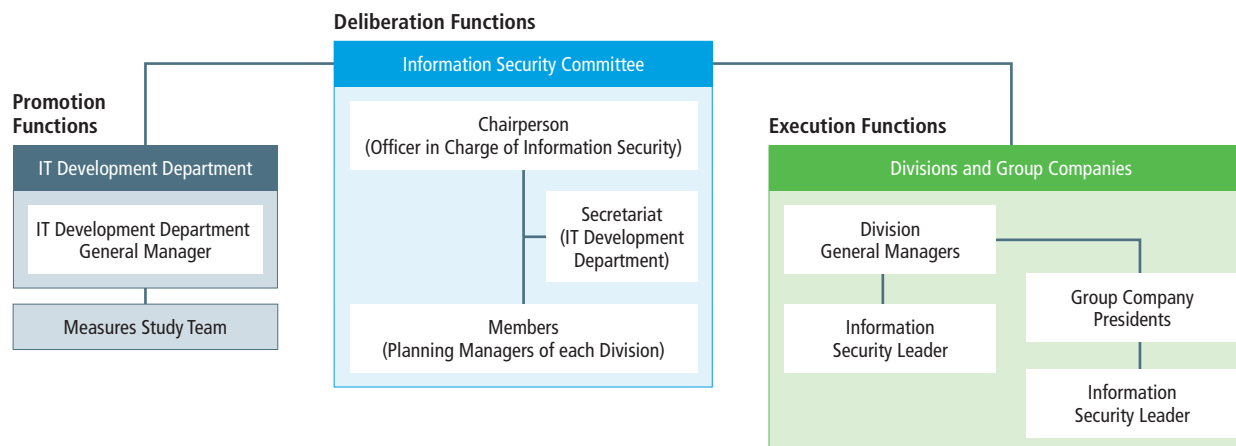 Deliberation Functions
Information Security Committee
Chairperson
(Officer in Charge of Information Security)
Secretariat
(IT Development
Department)
Members
(Planning Managers of each Division)
Promotion
Functions
IT Development Department
IT Development Department
General Manager
Measures Study Team
Execution Functions
Divisions and Group Companies
Division
General Managers
Information
Security Leader
Group Company
Presidents
Information
Security Leader